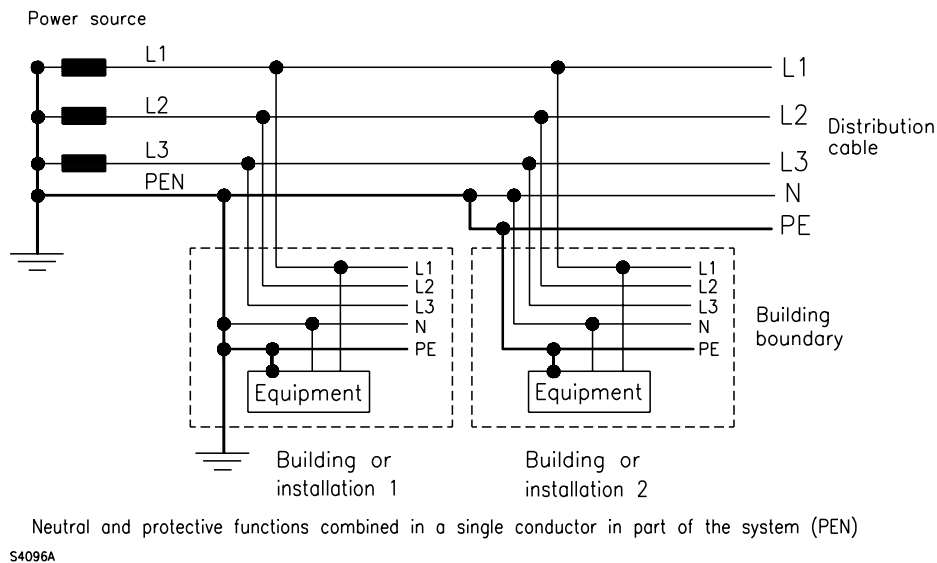 Power source
L1
L1
L2
L2
Distribution
cable
L3
L3
PEN
N
PE
L1
L2
L3
N
PE
Equipment
L1
L2
L3
N
PE
Equipment
Building
boundary
Building or
installation 1
Building or
installation 2
Neutral and protective functions combined in a single conductor in part of the system (PEN)
S4096A